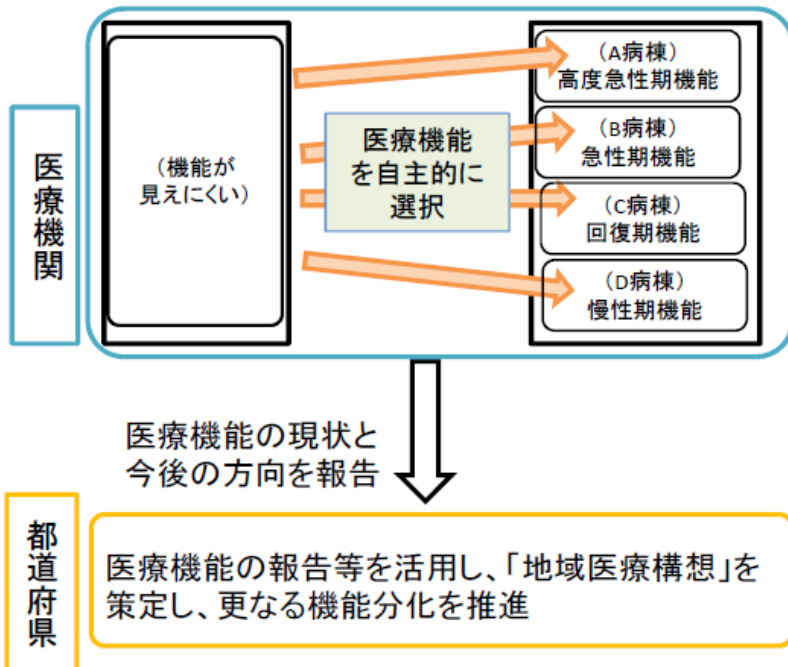 医療機関
(機能が
見えにくい)
医療機能
を自主的に
選択
(A病棟)
高度急性期機能
(B病棟)
急性期機能
(C病棟)
回復期機能
(D病棟)
慢性期機能
医療機能の現状と
今後の方向を報告
都道府県
医療機能の報告等を活用し、「地域医療構想」を
策定し、更なる機能分化を推進